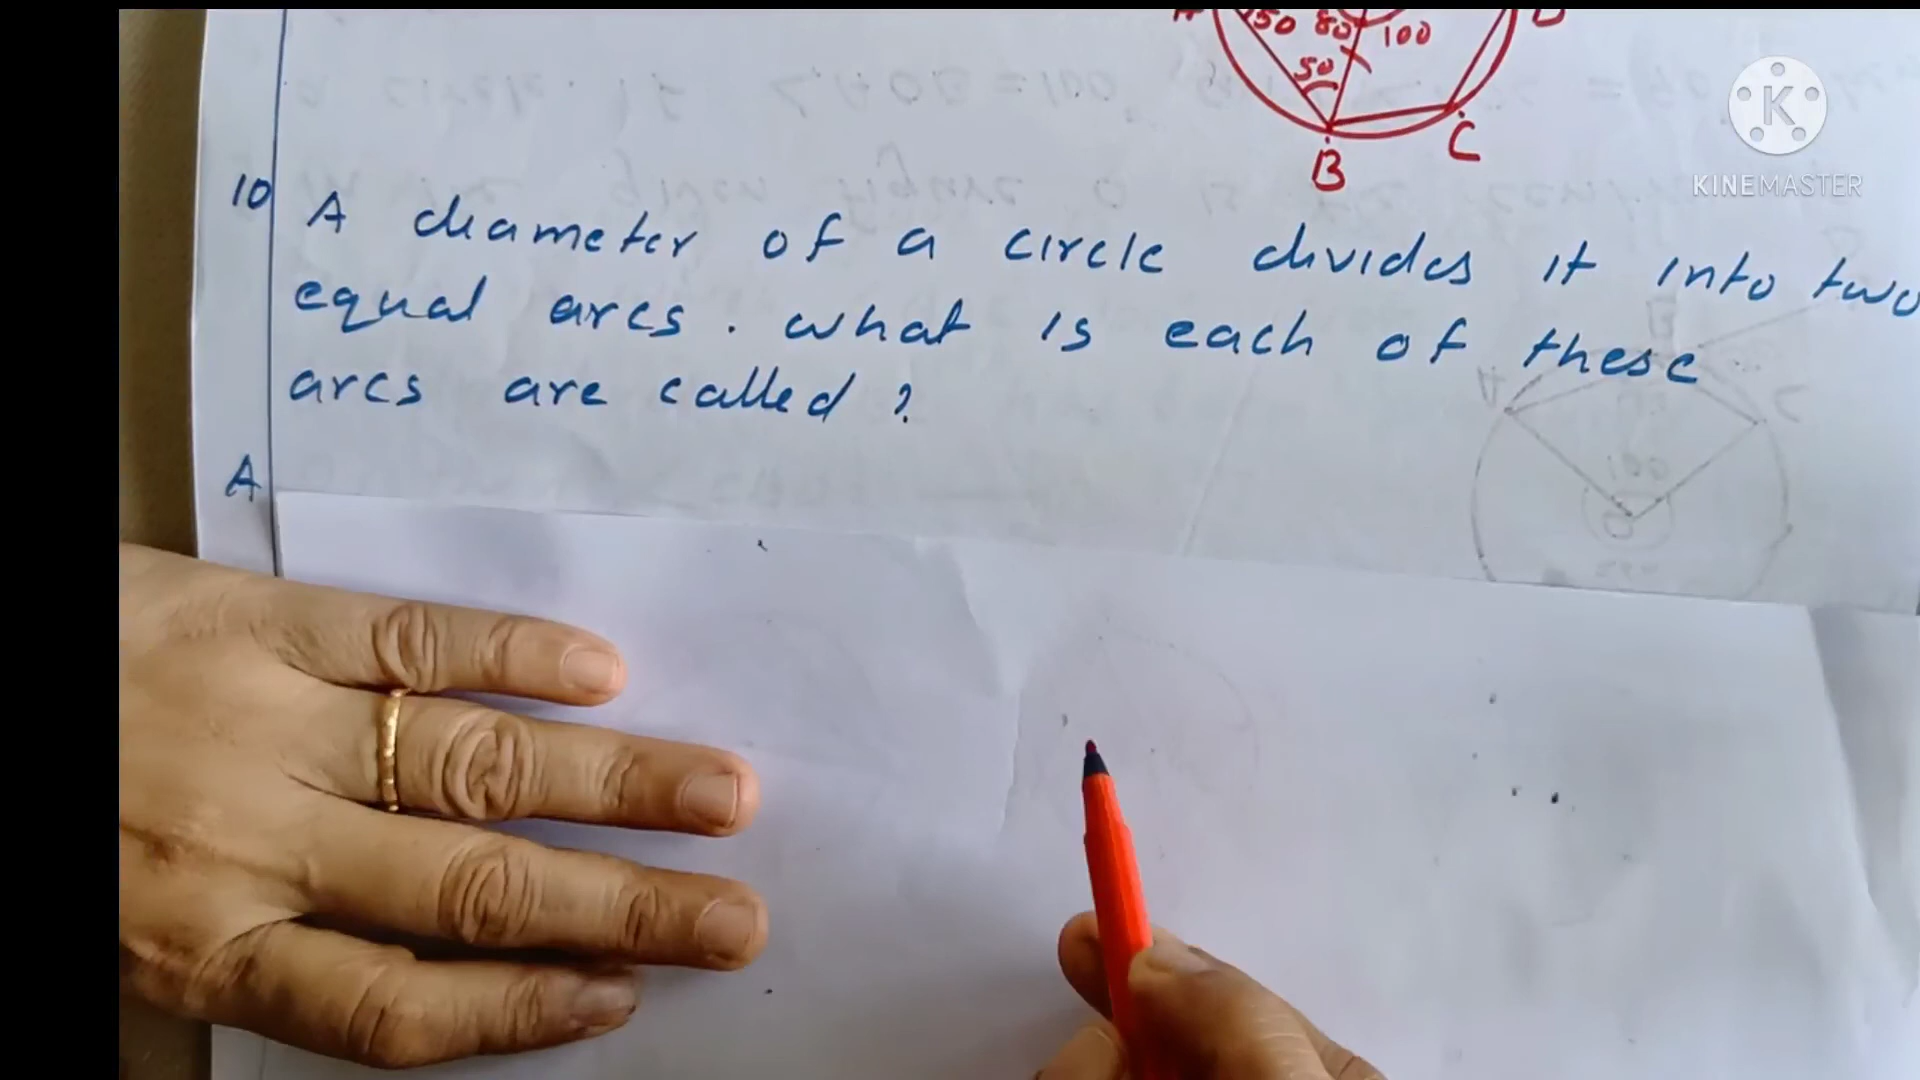 50 80 100
50
B
C
KINEMASTER
10 A diameter of a circle divides it into two
equal arcs. what is each of these
arcs are called?
A